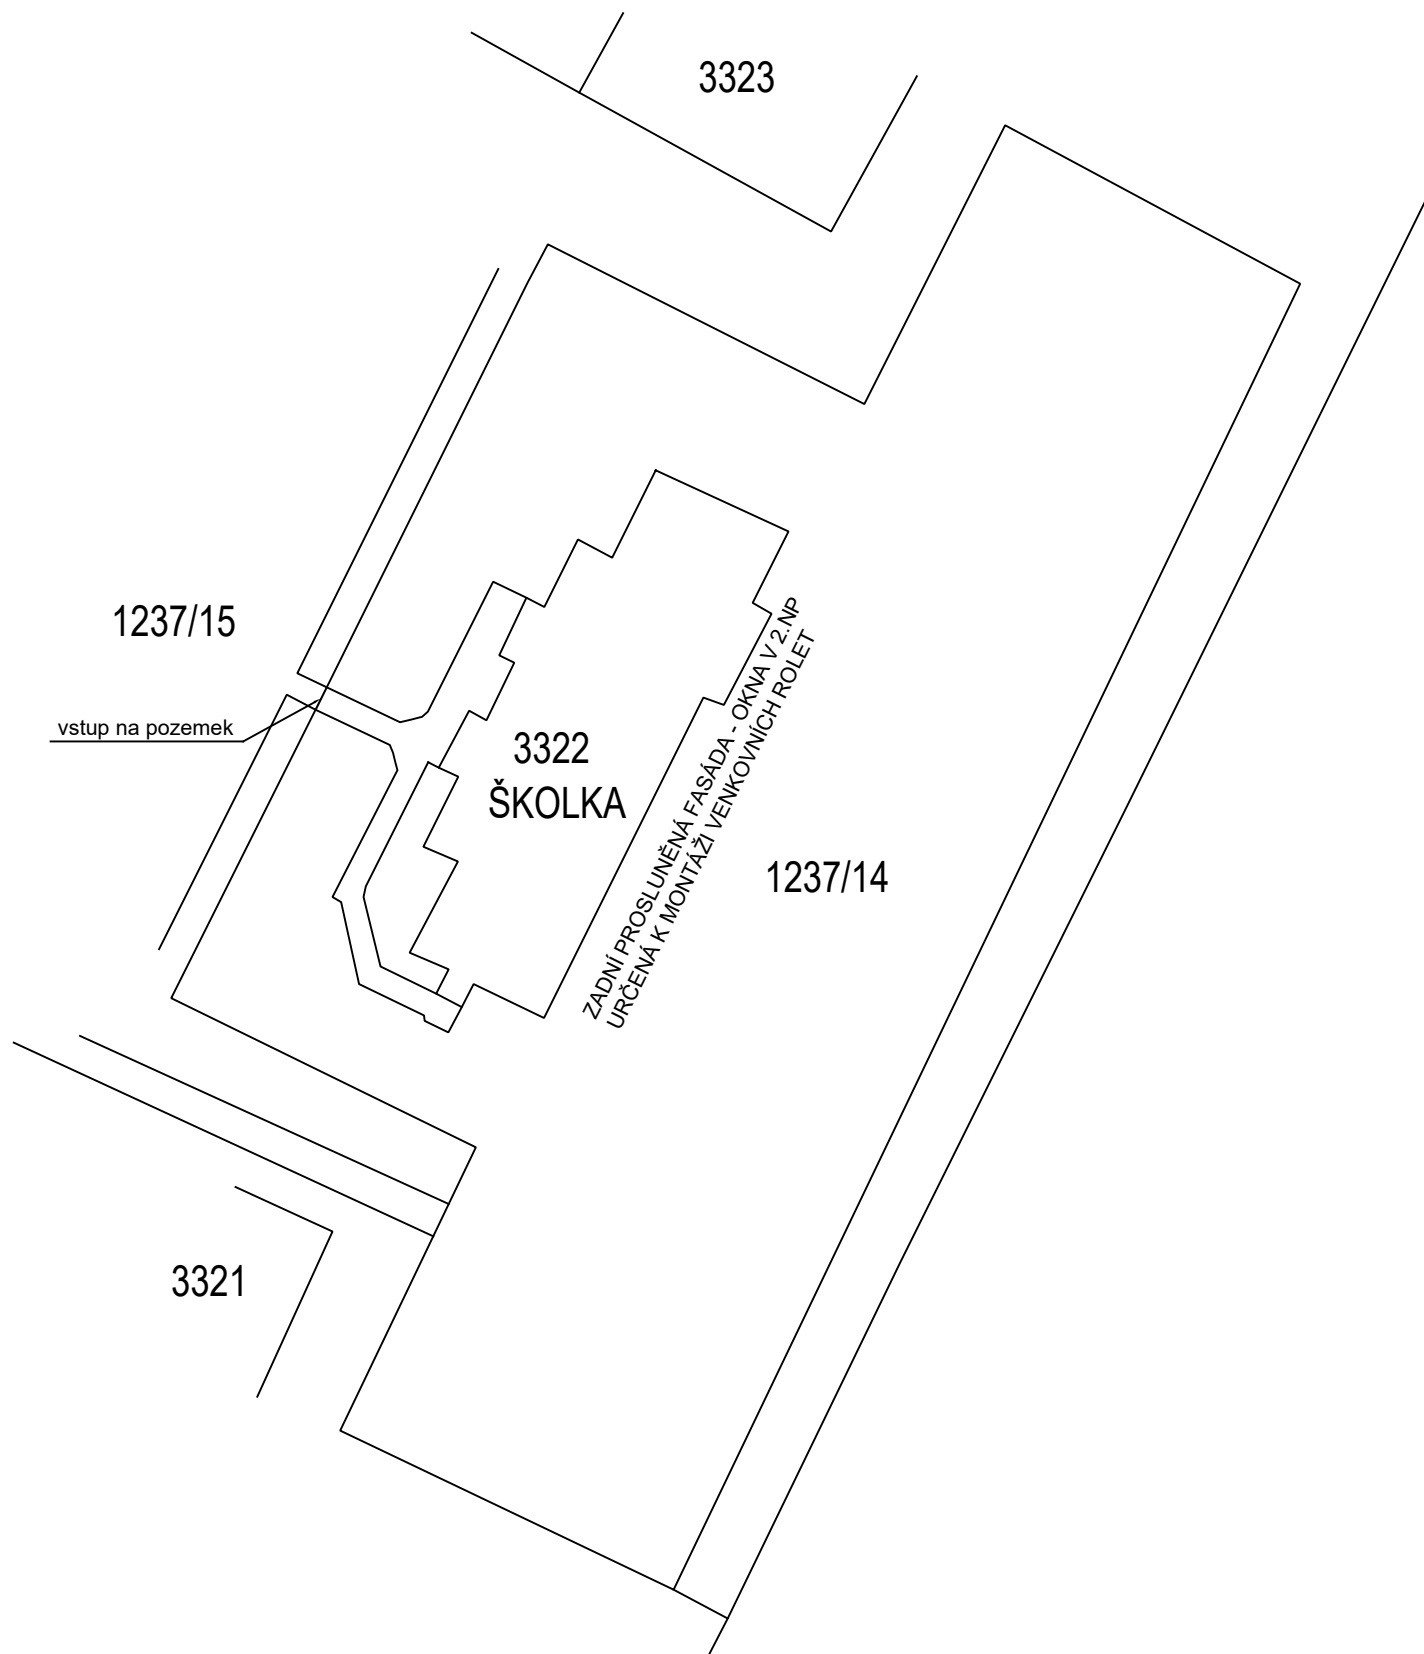 3323
1237/15
vstup na pozemek
3322
ŠKOLKA
ZADNÍ PROSLUNĚNÁ FASÁDA - OKNA V 2.NP
URČENÁ K MONTÁŽI VENKOVNÍCH ROLET
1237/14
3321